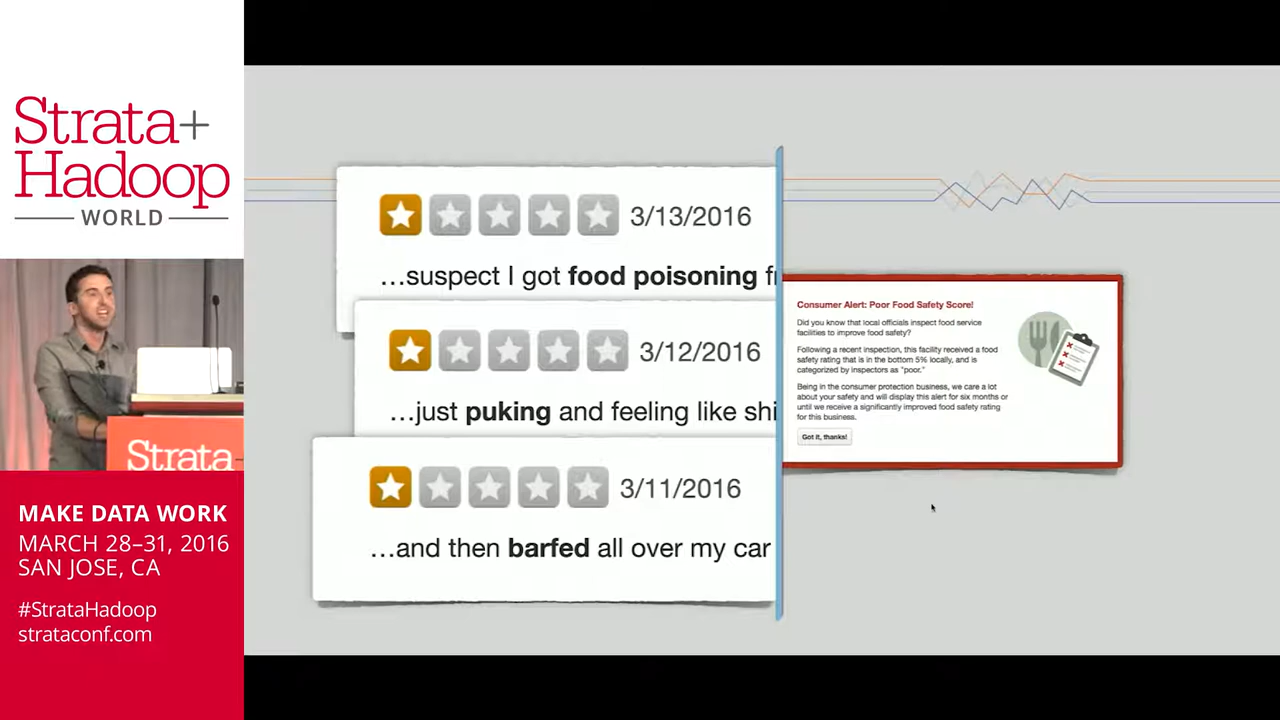 Strata+
Hadoop
WORLD
Strata
MAKE DATA WORK
MARCH 28–31, 2016
SAN JOSE, CA
#StrataHadoop
strataconf.com
3/13/2016
...suspect I got food poisoning
3/12/2016
...just puking and feeling like shi
3/11/2016
...and then barfed all over my car
Consumer Alert: Poor Food Safety Score!
Did you know that local officials inspect food service
facilities to improve food safety?
Following a recent inspection, this facility received a food
safety rating that is in the bottom 5% locally, and is
categorized by inspectors as "poor."
Being in the consumer protection business, we care a lot
about your safety and will display this alert for six months or
until we receive a significantly improved food safety rating
for this business.
Got it, thanks!